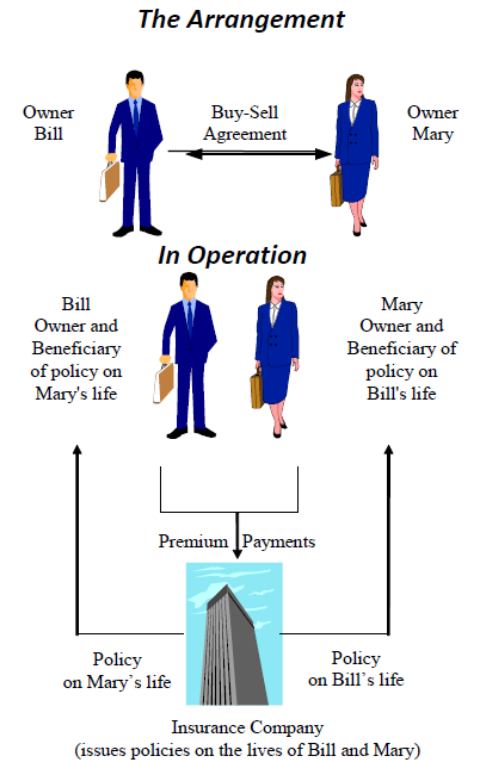 The Arrangement
Owner
Bill
Buy-Sell
Agreement
Owner
Mary
In Operation
Bill
Owner and
Beneficiary
of policy on
Mary's life
Mary
Owner and
Beneficiary of
policy on
Bill's life
Premium Payments
Policy
on Mary’s life
Policy
on Bill’s life
Insurance Company
(issues policies on the lives of Bill and Mary)